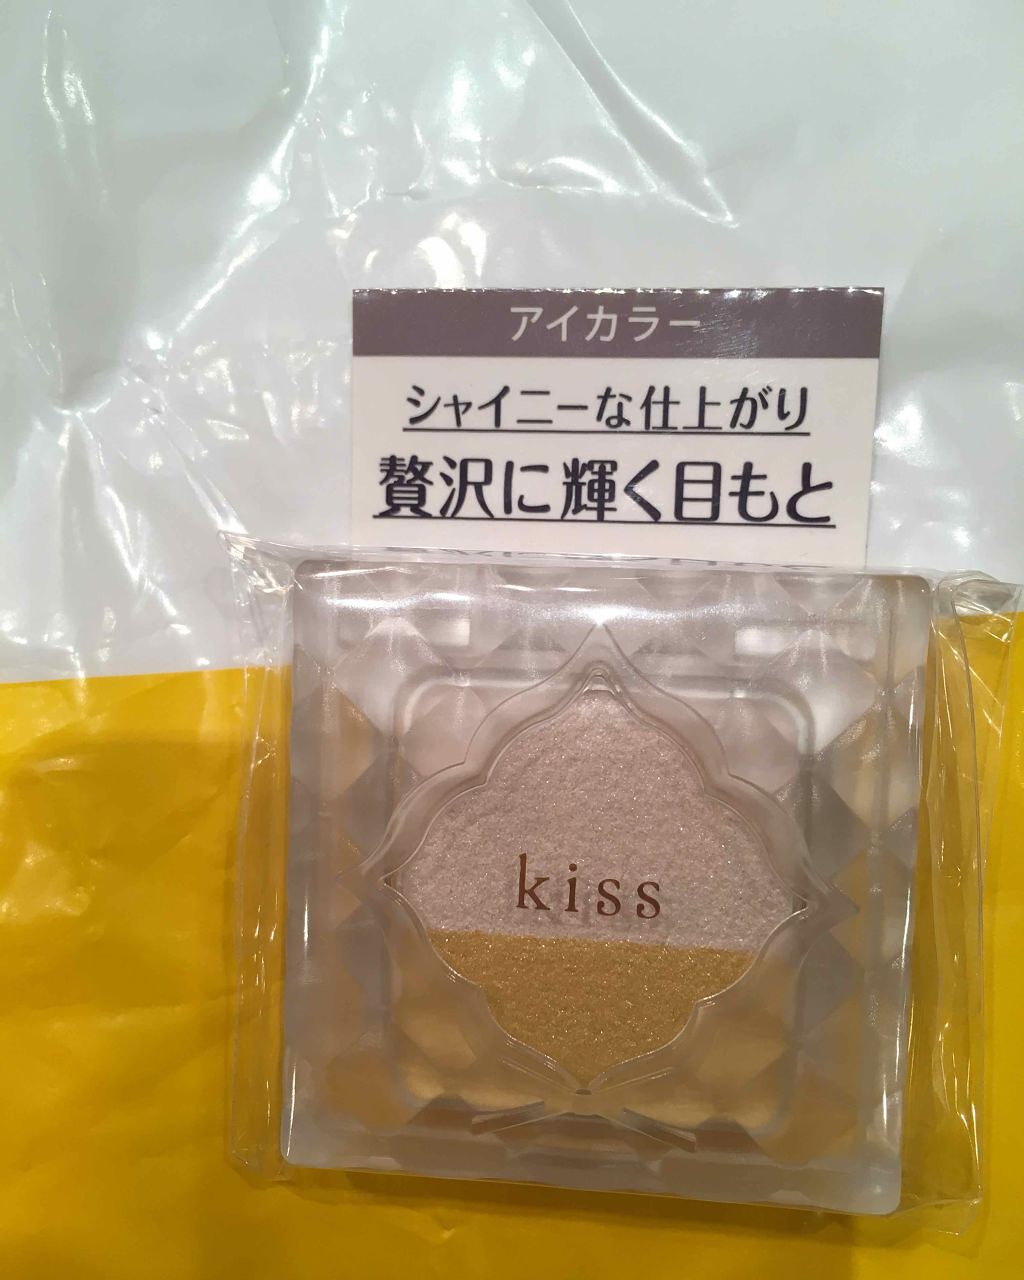 アイカラー
シャイニーな仕上がり
贅沢に輝く目もと
kiss